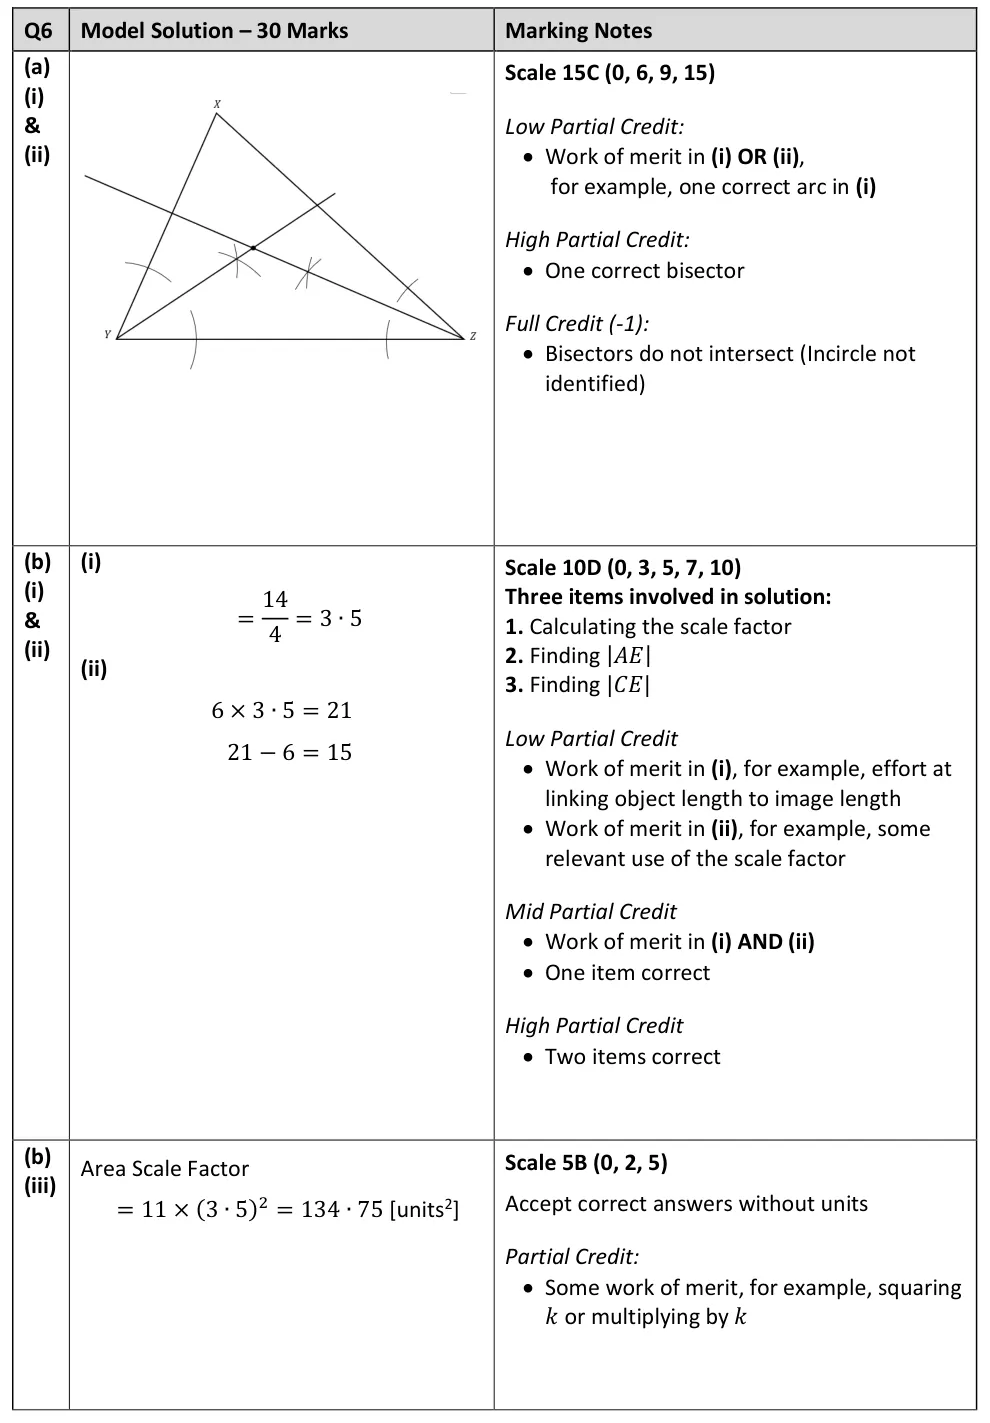 Q6 Model Solution – 30 Marks Marking Notes
(a)
(i)
&
(ii)
X
Y
Z
Scale 15C (0, 6, 9, 15)
Low Partial Credit:
• Work of merit in (i) OR (ii),
for example, one correct arc in (i)
High Partial Credit:
• One correct bisector
Full Credit (-1):
• Bisectors do not intersect (Incircle not
identified)
(b)
(i)
&
(ii)
(i)
= 14/4 = 3 · 5
(ii)
6 × 3 · 5 = 21
21 − 6 = 15
Scale 10D (0, 3, 5, 7, 10)
Three items involved in solution:
1. Calculating the scale factor
2. Finding |AE|
3. Finding |CE|
Low Partial Credit
• Work of merit in (i), for example, effort at
linking object length to image length
• Work of merit in (ii), for example, some
relevant use of the scale factor
Mid Partial Credit
• Work of merit in (i) AND (ii)
• One item correct
High Partial Credit
• Two items correct
(b)
(iii)
Area Scale Factor
= 11 × (3 · 5)² = 134 · 75 [units²]
Scale 5B (0, 2, 5)
Accept correct answers without units
Partial Credit:
• Some work of merit, for example, squaring
k or multiplying by k